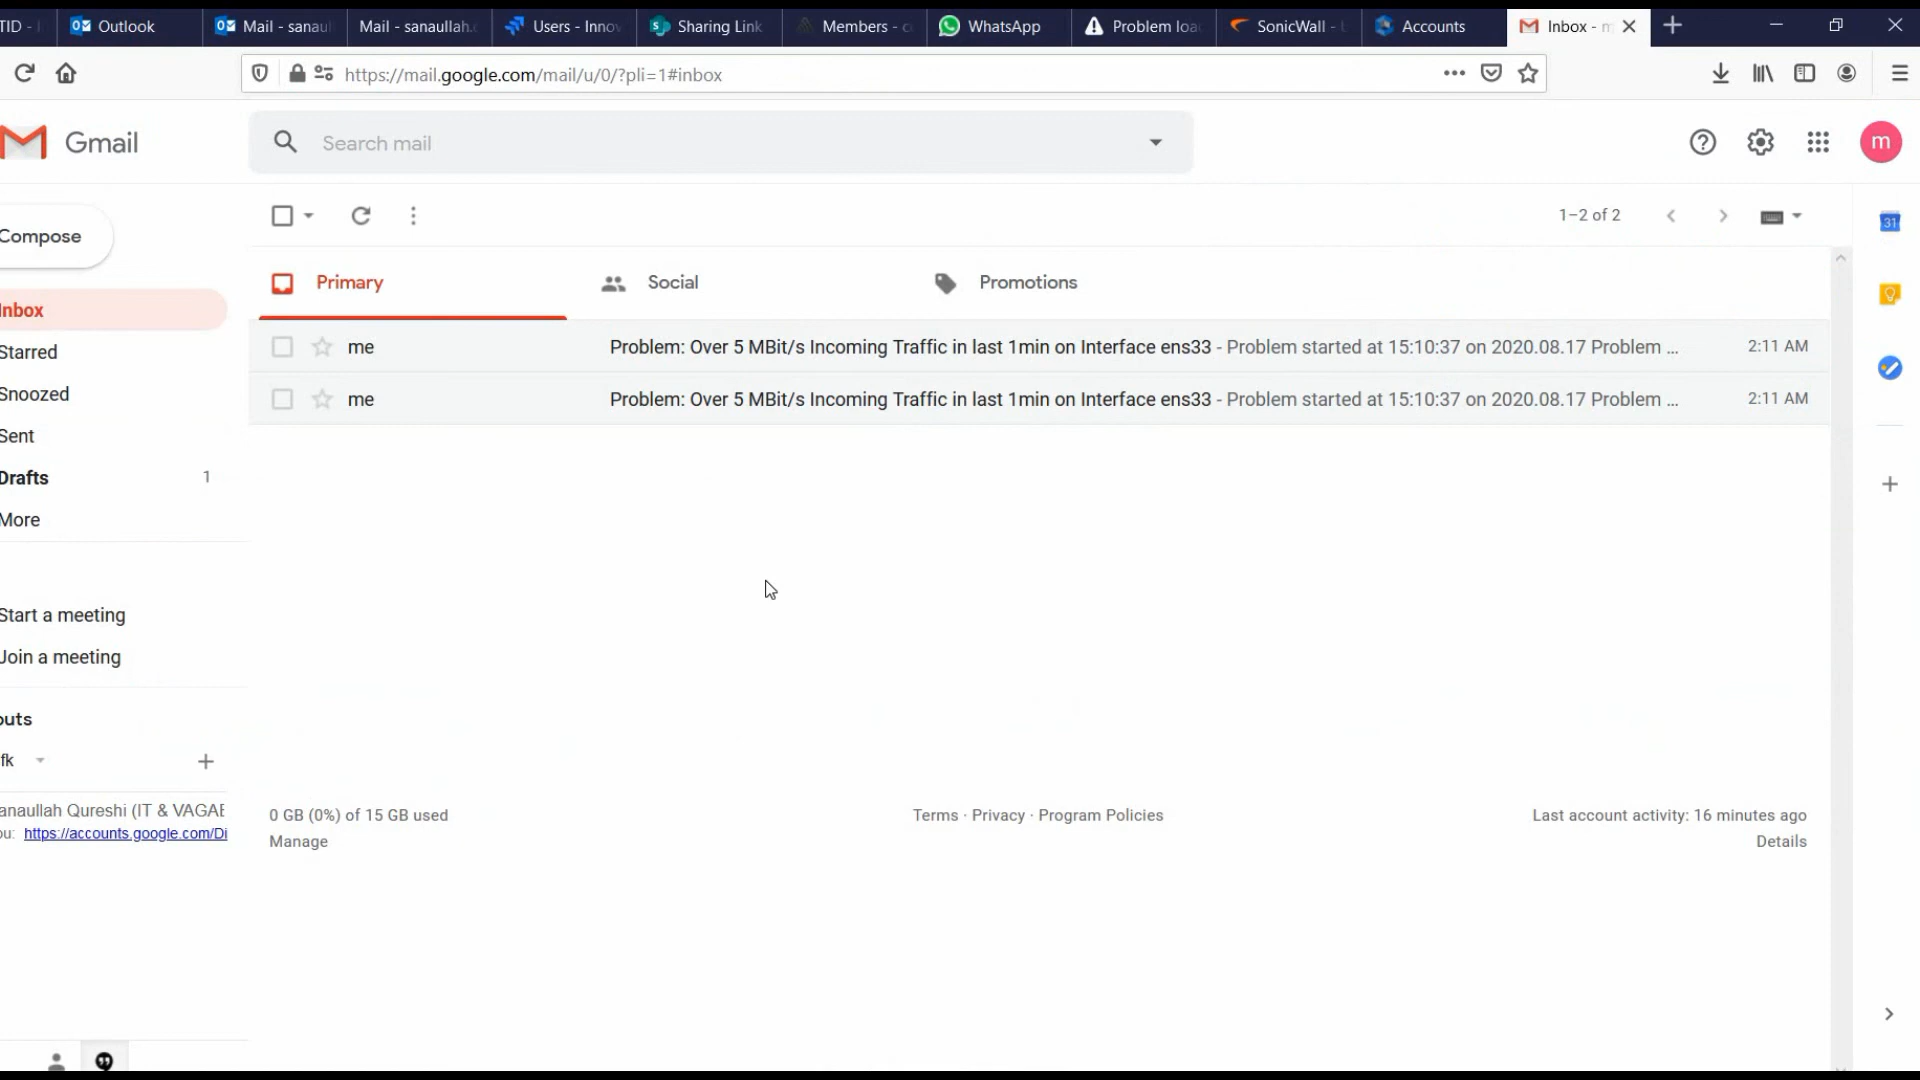 TID -
Outlook
Mail - sanaul
Mail - sanaullah.
Users - Inno
Sharing Link
Members - c
WhatsApp
Problem loa
SonicWall -
Accounts
Inbox - m
https://mail.google.com/mail/u/0/?pli=1#inbox
Gmail
Search mail
m
Compose
1–2 of 2
31
Primary
Social
Promotions
Inbox
me Problem: Over 5 MBit/s Incoming Traffic in last 1min on Interface ens33 - Problem started at 15:10:37 on 2020.08.17 Problem ... 2:11 AM
Starred
Snoozed
me Problem: Over 5 MBit/s Incoming Traffic in last 1min on Interface ens33 - Problem started at 15:10:37 on 2020.08.17 Problem ... 2:11 AM
Sent
Drafts 1
More
Start a meeting
Join a meeting
outs
fk
anaullah Qureshi (IT & VAGAE
ou: https://accounts.google.com/Di
0 GB (0%) of 15 GB used
Manage
Terms · Privacy · Program Policies
Last account activity: 16 minutes ago
Details